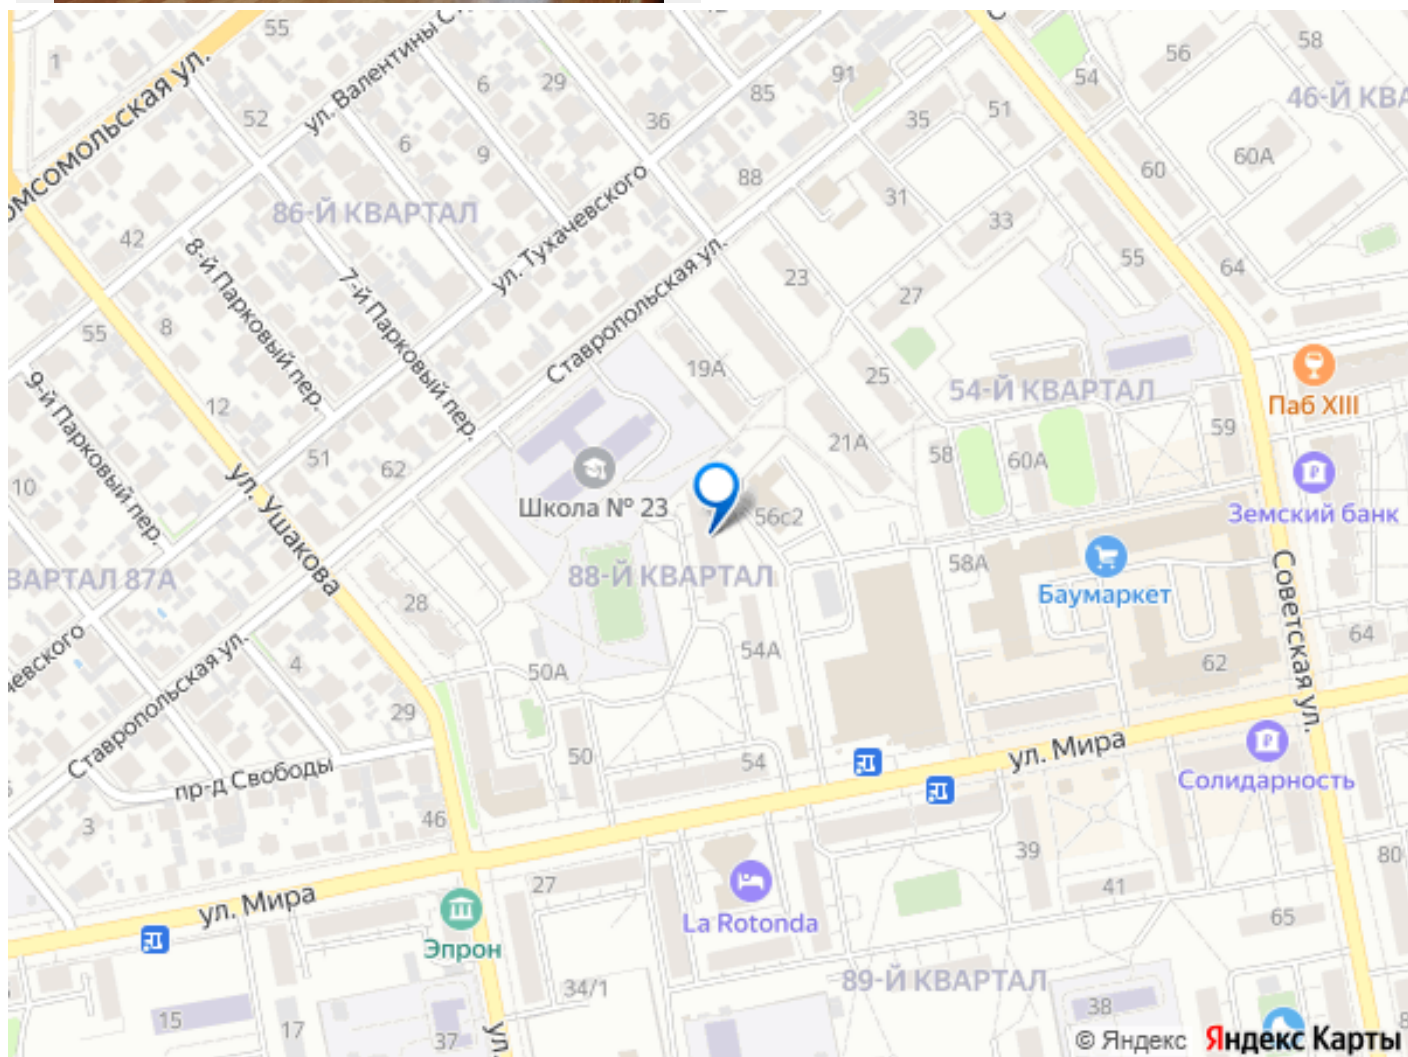 55
ул. Валентины
56
58
1
54
46-Й КВА
омсомольская ул.
6
29
91
85
52
36
35
51
6
9
60А
60
88
31
86-Й КВАРТАЛ
33
42
ул. Тухачевского
8-й Парковый пер.
7-й Парковый пер.
Ставропольская ул.
23
55
64
27
55
8
19А
25
54-Й КВАРТАЛ
Паб XIII
9-й Парковый пер.
12
59
51
62
21А
58
60А
10
ул. Ушакова
Школа № 23
56с2
Земский банк
КВАРТАЛ 87А
88-Й КВАРТАЛ
58А
Баумаркет
Советская ул.
28
чевского
Ставропольская ул.
4
50А
54А
62
64
29
50
54
ул. Мира
пр-д Свободы
Солидарность
3
46
39
80
ул. Мира
27
41
La Rotonda
65
Эпрон
34/1
89-Й КВАРТАЛ
15
17
37
ул.
38
© Яндекс Яндекс Карты